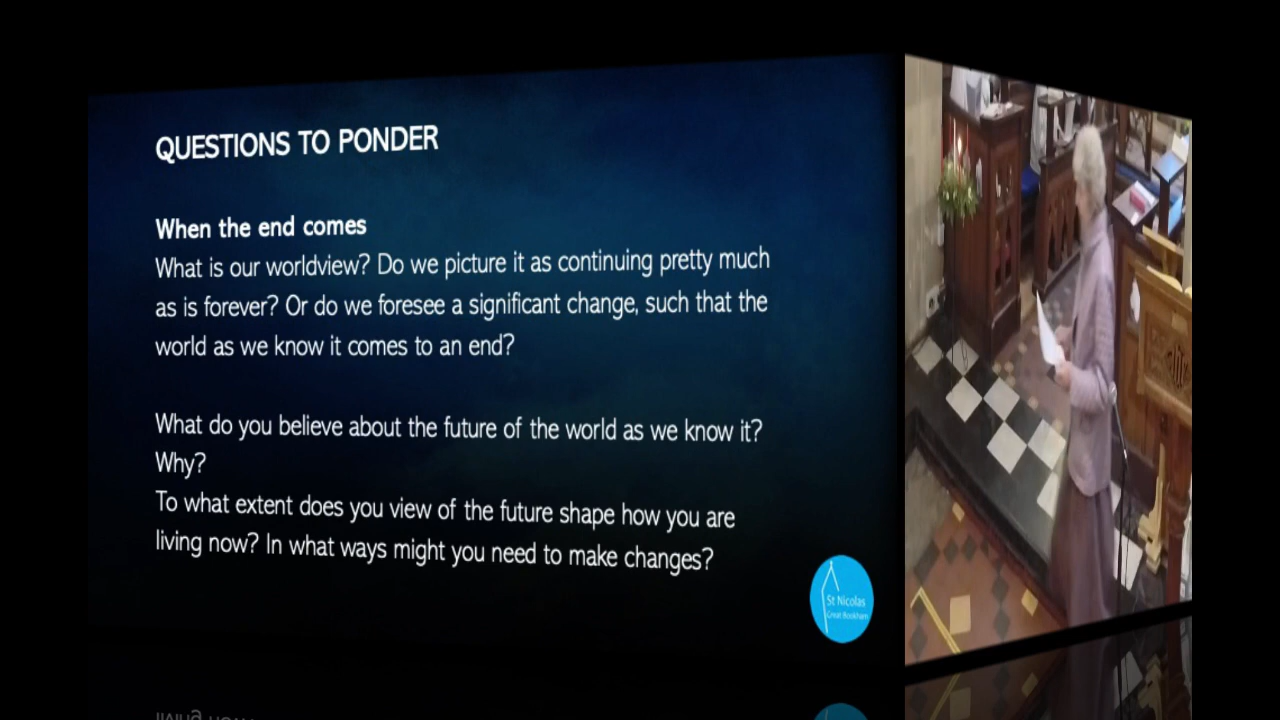 QUESTIONS TO PONDER
When the end comes
What is our worldview? Do we picture it as continuing pretty much
as is forever? Or do we foresee a significant change, such that the
world as we know it comes to an end?
What do you believe about the future of the world as we know it?
Why?
To what extent does you view of the future shape how you are
living now? In what ways might you need to make changes?
St Nicolas
Great Bookham